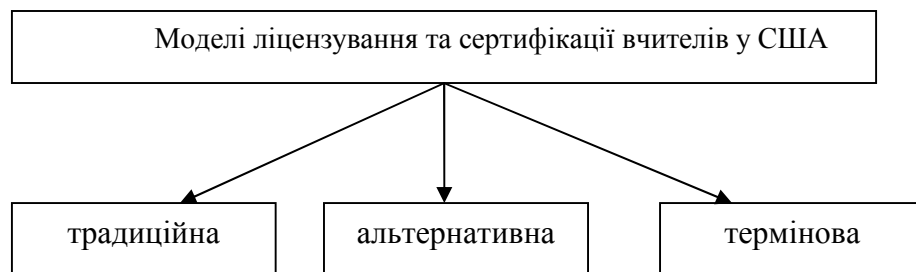 Моделі ліцензування та сертифікації вчителів у США
традиційна
альтернативна
термінова